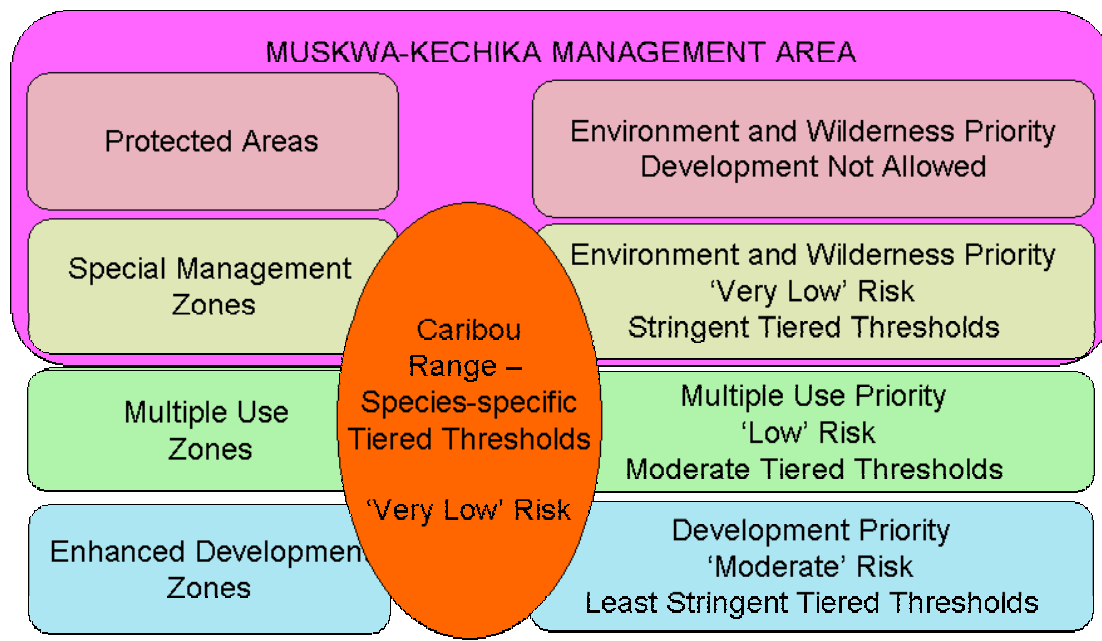 MUSKWA-KECHIKA MANAGEMENT AREA
Protected Areas
Environment and Wilderness Priority
Development Not Allowed
Special Management
Zones
Environment and Wilderness Priority
‘Very Low’ Risk
Stringent Tiered Thresholds
Caribou
Range –
Species-specific
Tiered Thresholds
‘Very Low’ Risk
Multiple Use
Zones
Multiple Use Priority
‘Low’ Risk
Moderate Tiered Thresholds
Enhanced Development
Zones
Development Priority
‘Moderate’ Risk
Least Stringent Tiered Thresholds